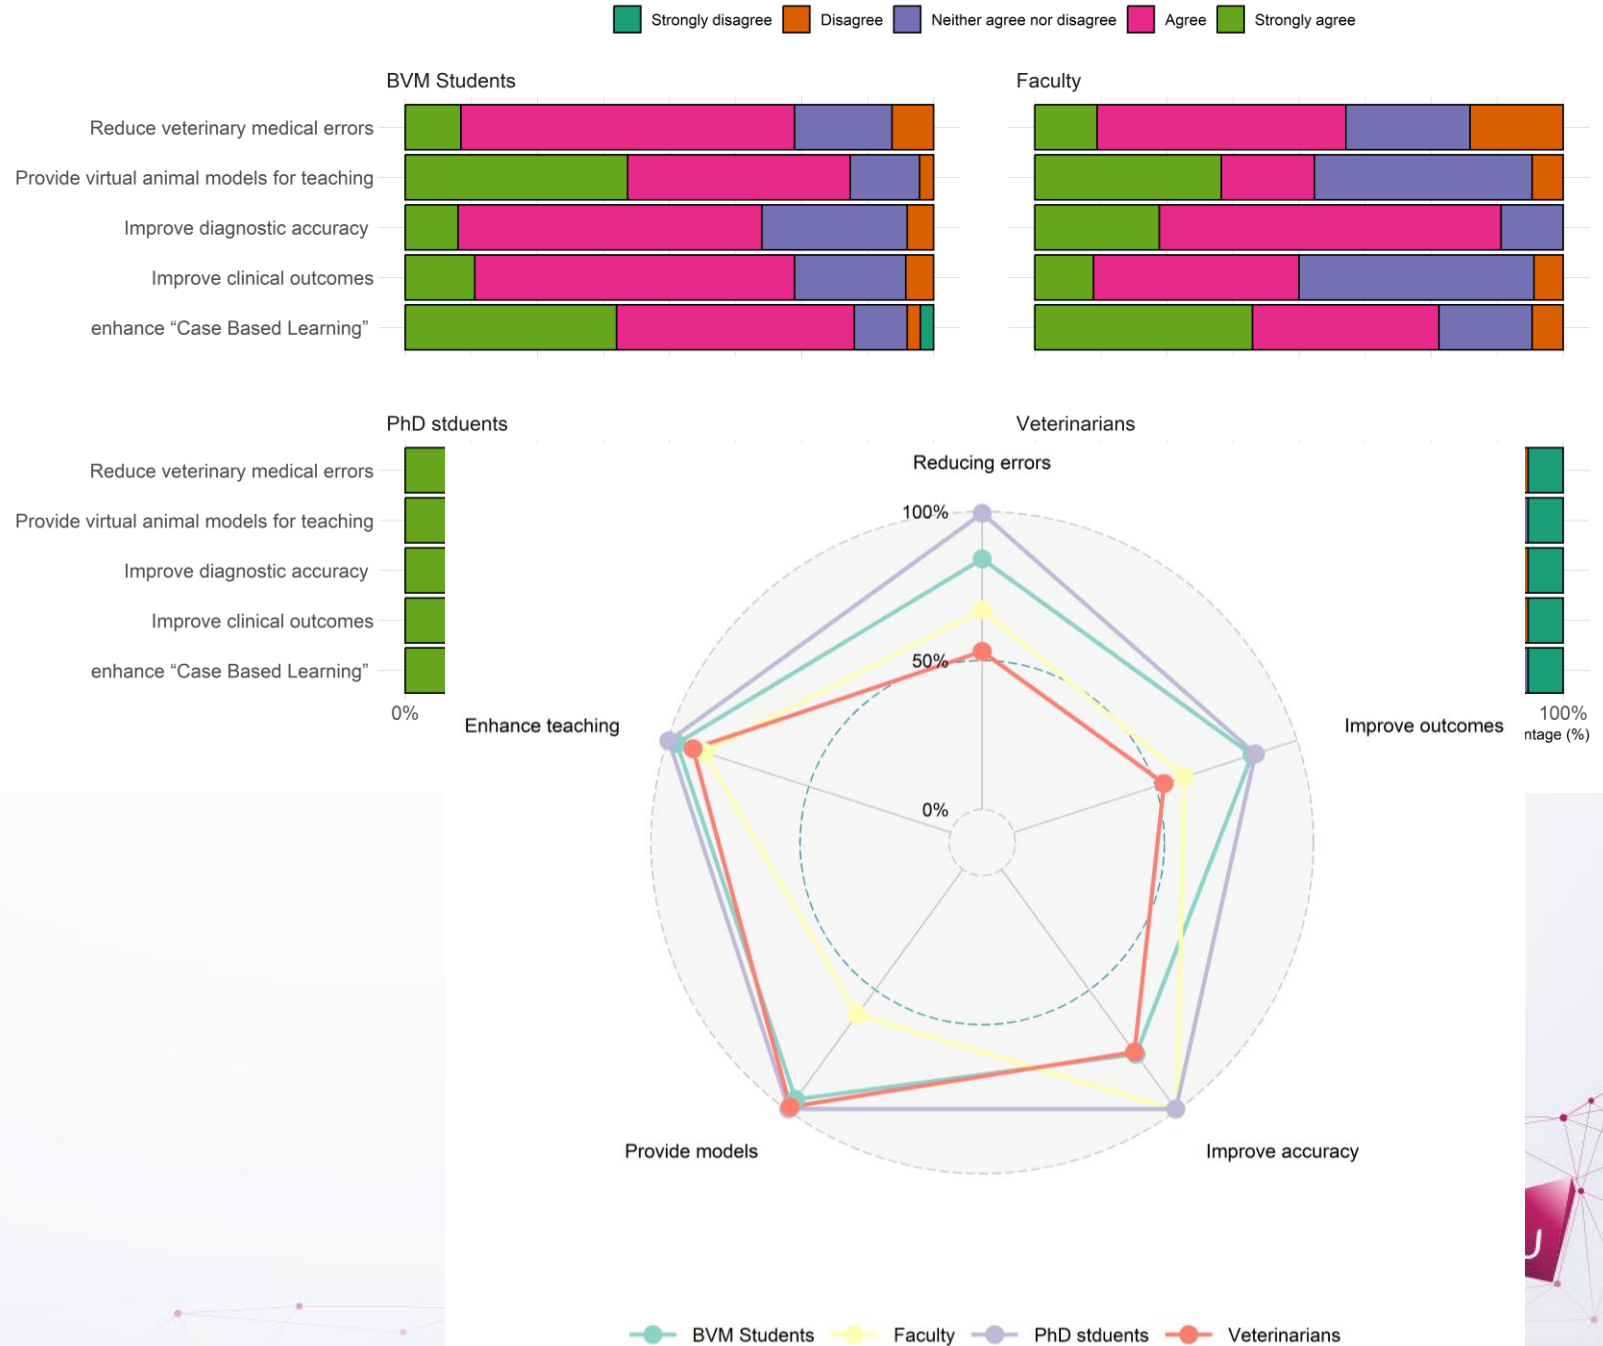 Strongly disagree Disagree Neither agree nor disagree Agree Strongly agree
BVM Students Faculty
Reduce veterinary medical errors
Provide virtual animal models for teaching
Improve diagnostic accuracy
Improve clinical outcomes
enhance “Case Based Learning”
PhD stduents Veterinarians
Reduce veterinary medical errors
Provide virtual animal models for teaching
Improve diagnostic accuracy
Improve clinical outcomes
enhance “Case Based Learning”
0% 100%
ntage (%)
Reducing errors
100%
50%
Enhance teaching Improve outcomes
0%
Provide models Improve accuracy
BVM Students Faculty PhD stduents Veterinarians